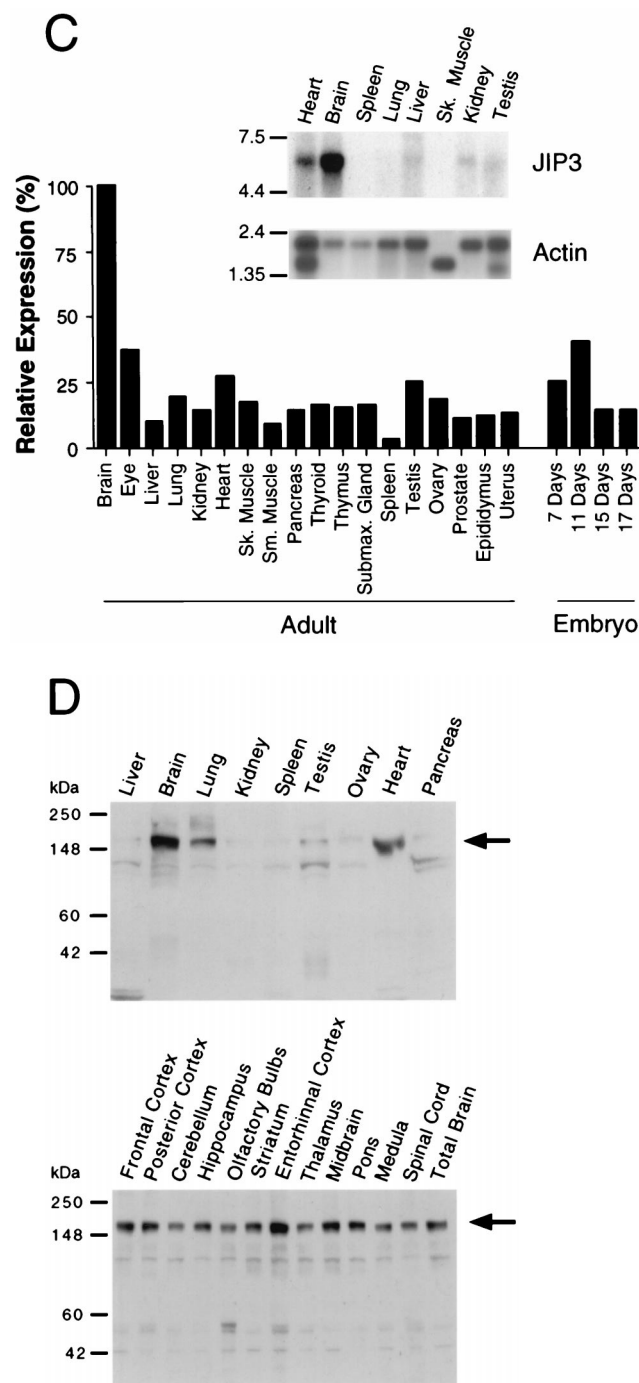 C
Heart
Brain
Spleen
Lung
Liver
Sk. Muscle
Kidney
Testis
7.5
4.4
JIP3
2.4
1.35
Actin
Relative Expression (%)
100
75
50
25
0
Brain
Eye
Liver
Lung
Kidney
Heart
Sk. Muscle
Sm. Muscle
Pancreas
Thyroid
Thymus
Submax. Gland
Spleen
Testis
Ovary
Prostate
Epididymus
Uterus
7 Days
11 Days
15 Days
17 Days
Adult
Embryo
D
Liver
Brain
Lung
Kidney
Spleen
Testis
Ovary
Heart
Pancreas
kDa
250
148
60
42
Frontal Cortex
Posterior Cortex
Cerebellum
Hippocampus
Olfactory Bulbs
Striatum
Entorhinnal Cortex
Thalamus
Midbrain
Pons
Medula
Spinal Cord
Total Brain
kDa
250
148
60
42